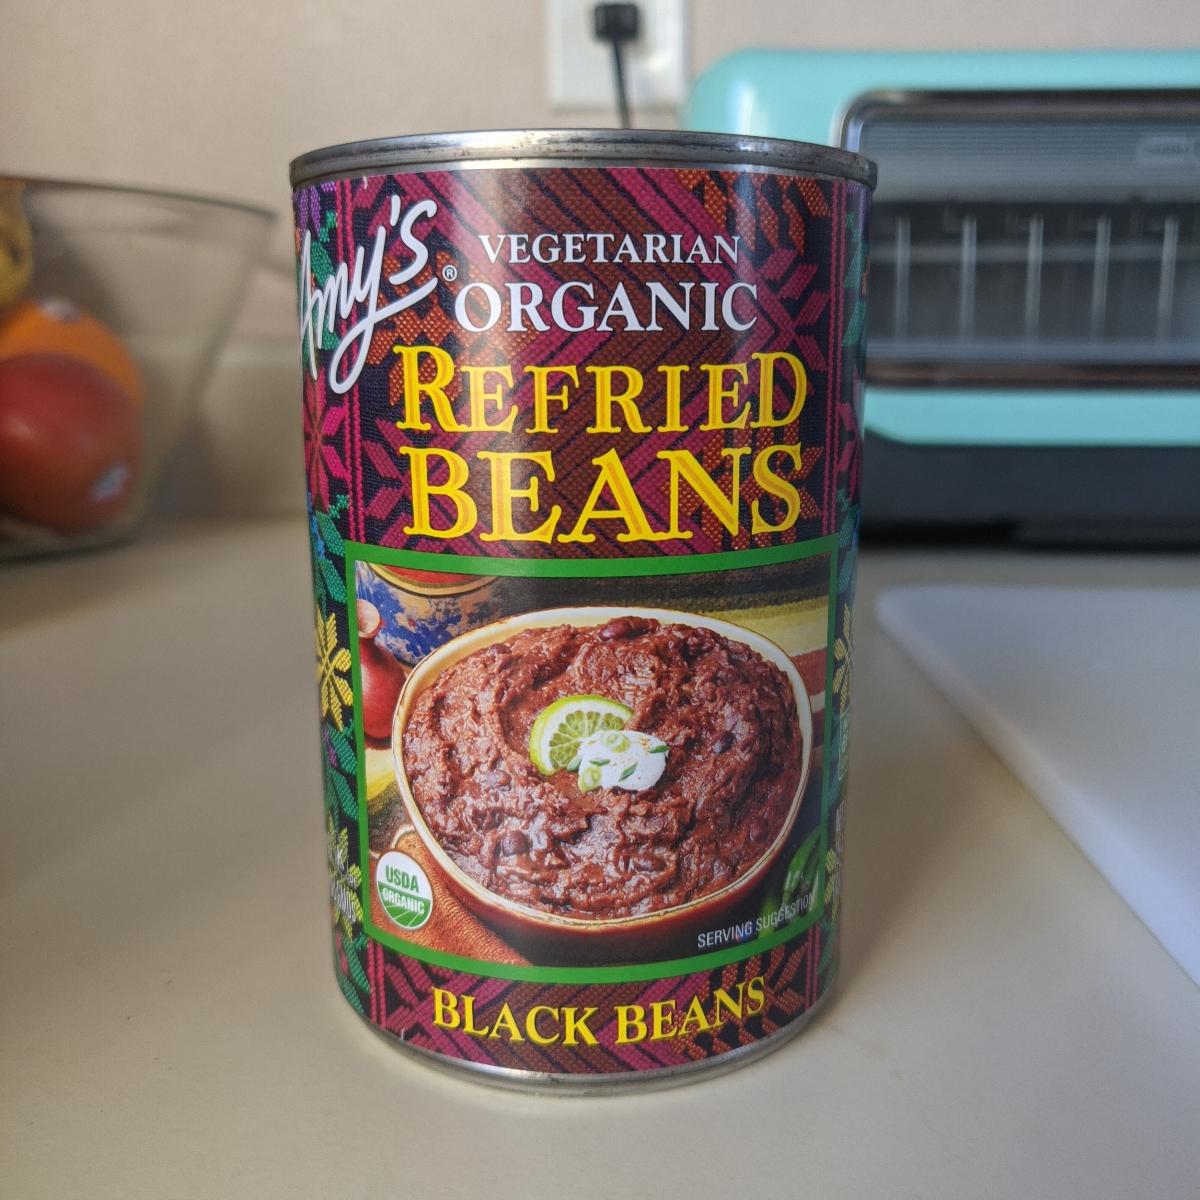 Amy's®
VEGETARIAN
ORGANIC
REFRIED
BEANS
USDA
ORGANIC
SERVING SUGGESTION
BLACK BEANS